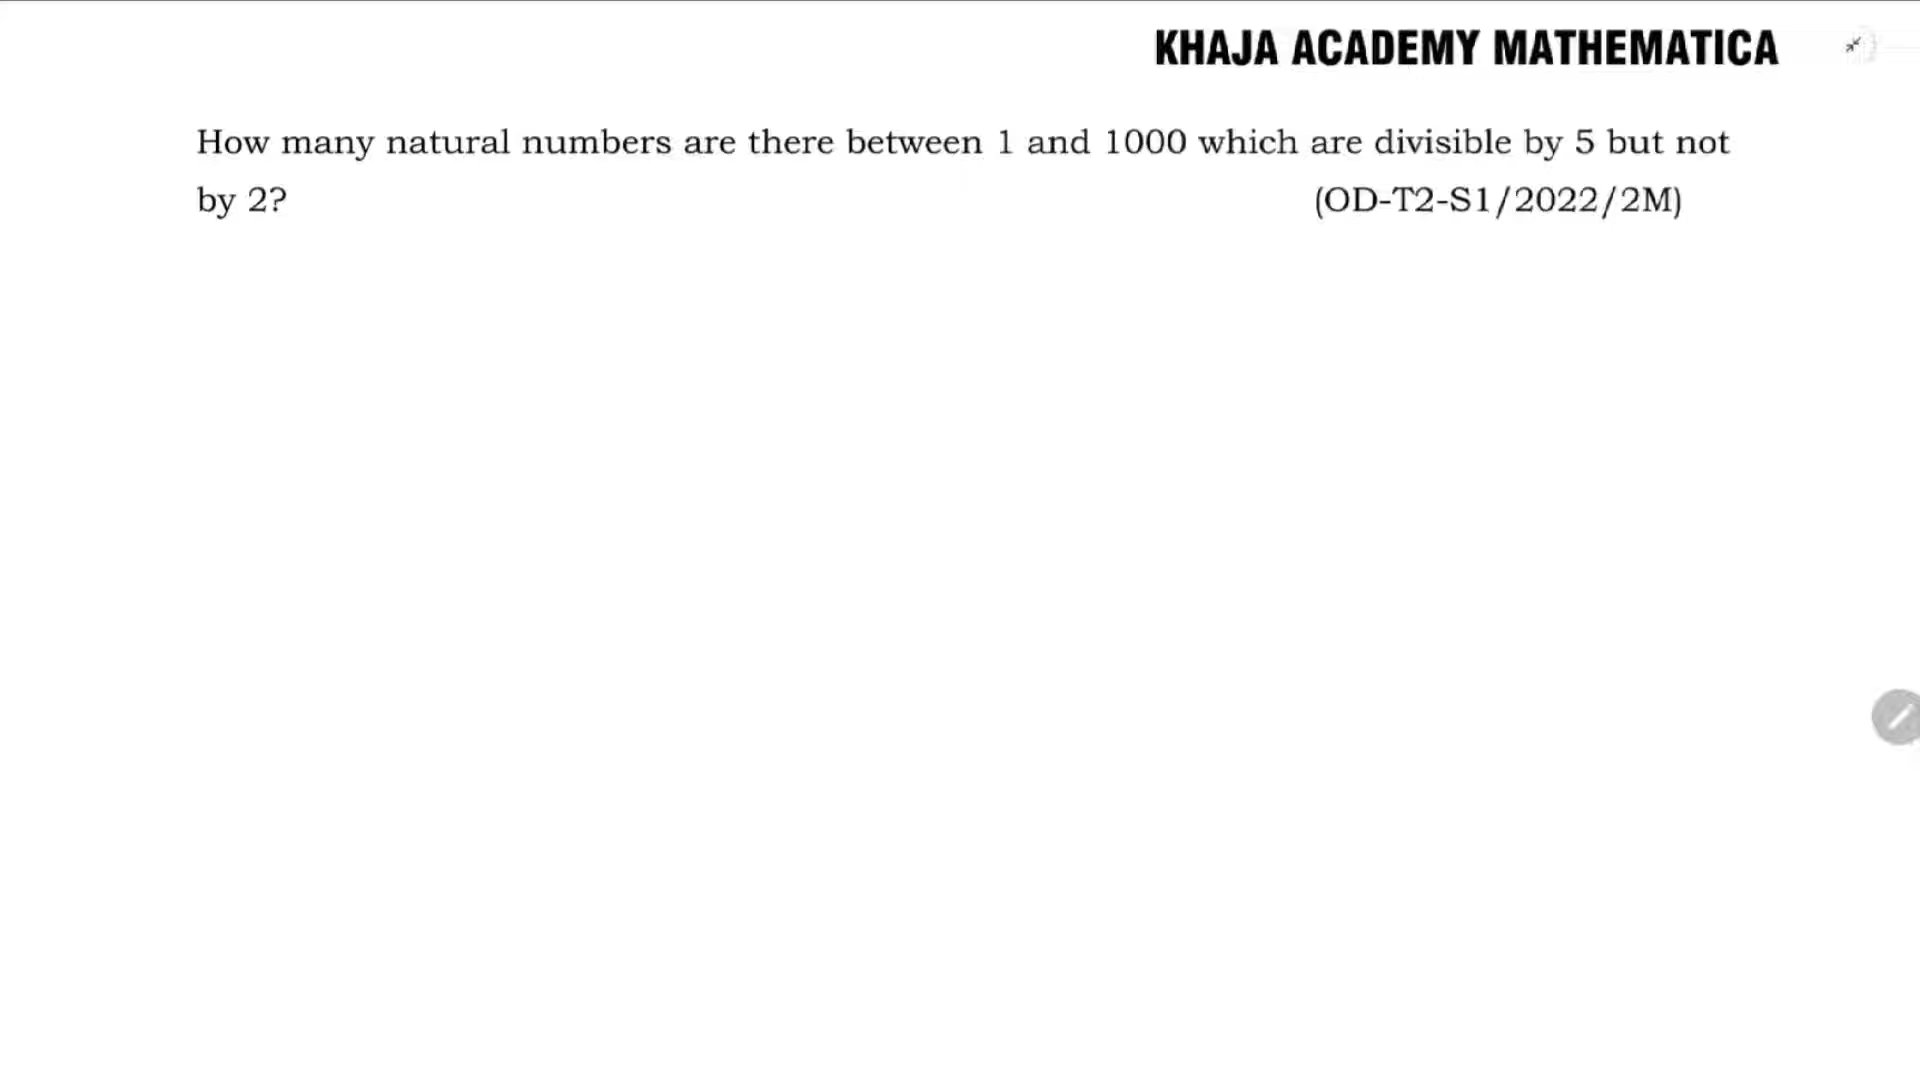 KHAJA ACADEMY MATHEMATICA
How many natural numbers are there between 1 and 1000 which are divisible by 5 but not
by 2? (OD-T2-S1/2022/2M)